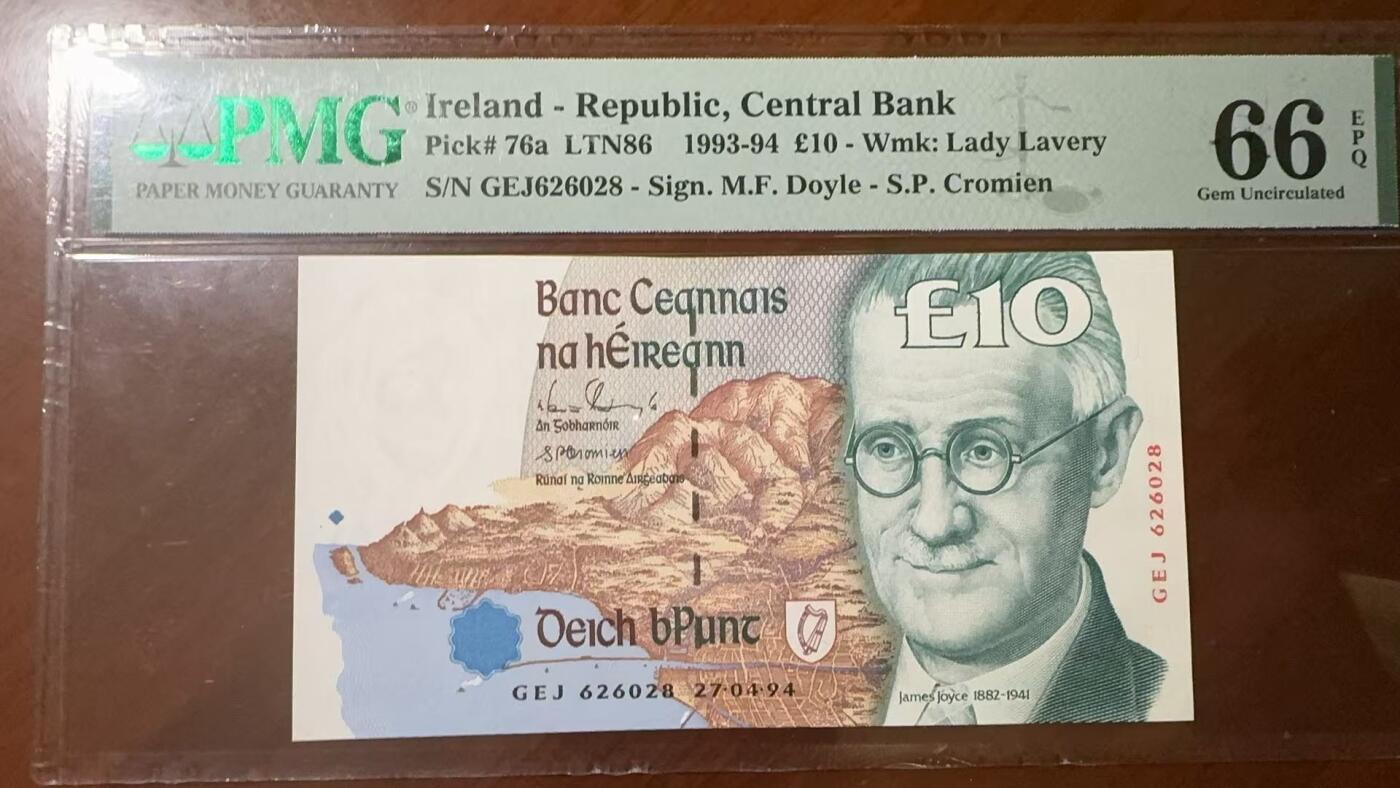 PMG® Ireland - Republic, Central Bank
Pick# 76a LTN86 1993-94 £10 - Wmk: Lady Lavery
PAPER MONEY GUARANTY S/N GEJ626028 - Sign. M.F. Doyle - S.P. Cromien
66
EPQ
Gem Uncirculated
Banc Ceannais
na hÉireann
£10
An Gobharnóir
S P Cromien
Rúnaí na Roinne Airgeadais
GEJ 626028
Deich bPunt
GEJ 626028 27·04·94
James Joyce 1882-1941